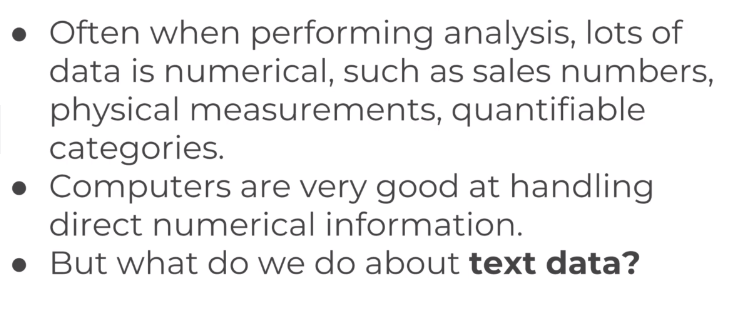 ● Often when performing analysis, lots of
data is numerical, such as sales numbers,
physical measurements, quantifiable
categories.
● Computers are very good at handling
direct numerical information.
● But what do we do about text data?